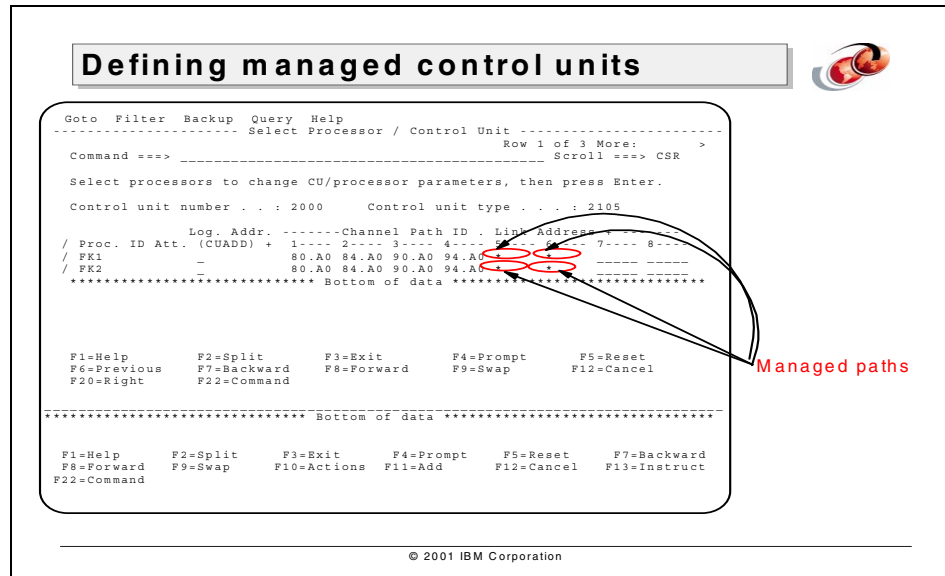 Defining managed control units
Goto Filter Backup Query Help
----------------------- Select Processor / Control Unit -------------------------
Row 1 of 3 More: >
Command ===> ___________________________________________ Scroll ===> CSR
Select processors to change CU/processor parameters, then press Enter.
Control unit number . . : 2000 Control unit type . . . : 2105
Log. Addr. -------Channel Path ID . Link Address + -------
/ Proc. ID Att. (CUADD) + 1---- 2---- 3---- 4---- 5---- 6---- 7---- 8----
/ FK1 _ 80.A0 84.A0 90.A0 94.A0 * * _____ _____
/ FK2 _ 80.A0 84.A0 90.A0 94.A0 * * _____ _____
***************************** Bottom of data ******************************
F1=Help F2=Split F3=Exit F4=Prompt F5=Reset
F6=Previous F7=Backward F8=Forward F9=Swap F12=Cancel
F20=Right F22=Command
Managed paths
******************************* Bottom of data ********************************
F1=Help F2=Split F3=Exit F4=Prompt F5=Reset F7=Backward
F8=Forward F9=Swap F10=Actions F11=Add F12=Cancel F13=Instruct
F22=Command
© 2001 IBM Corporation